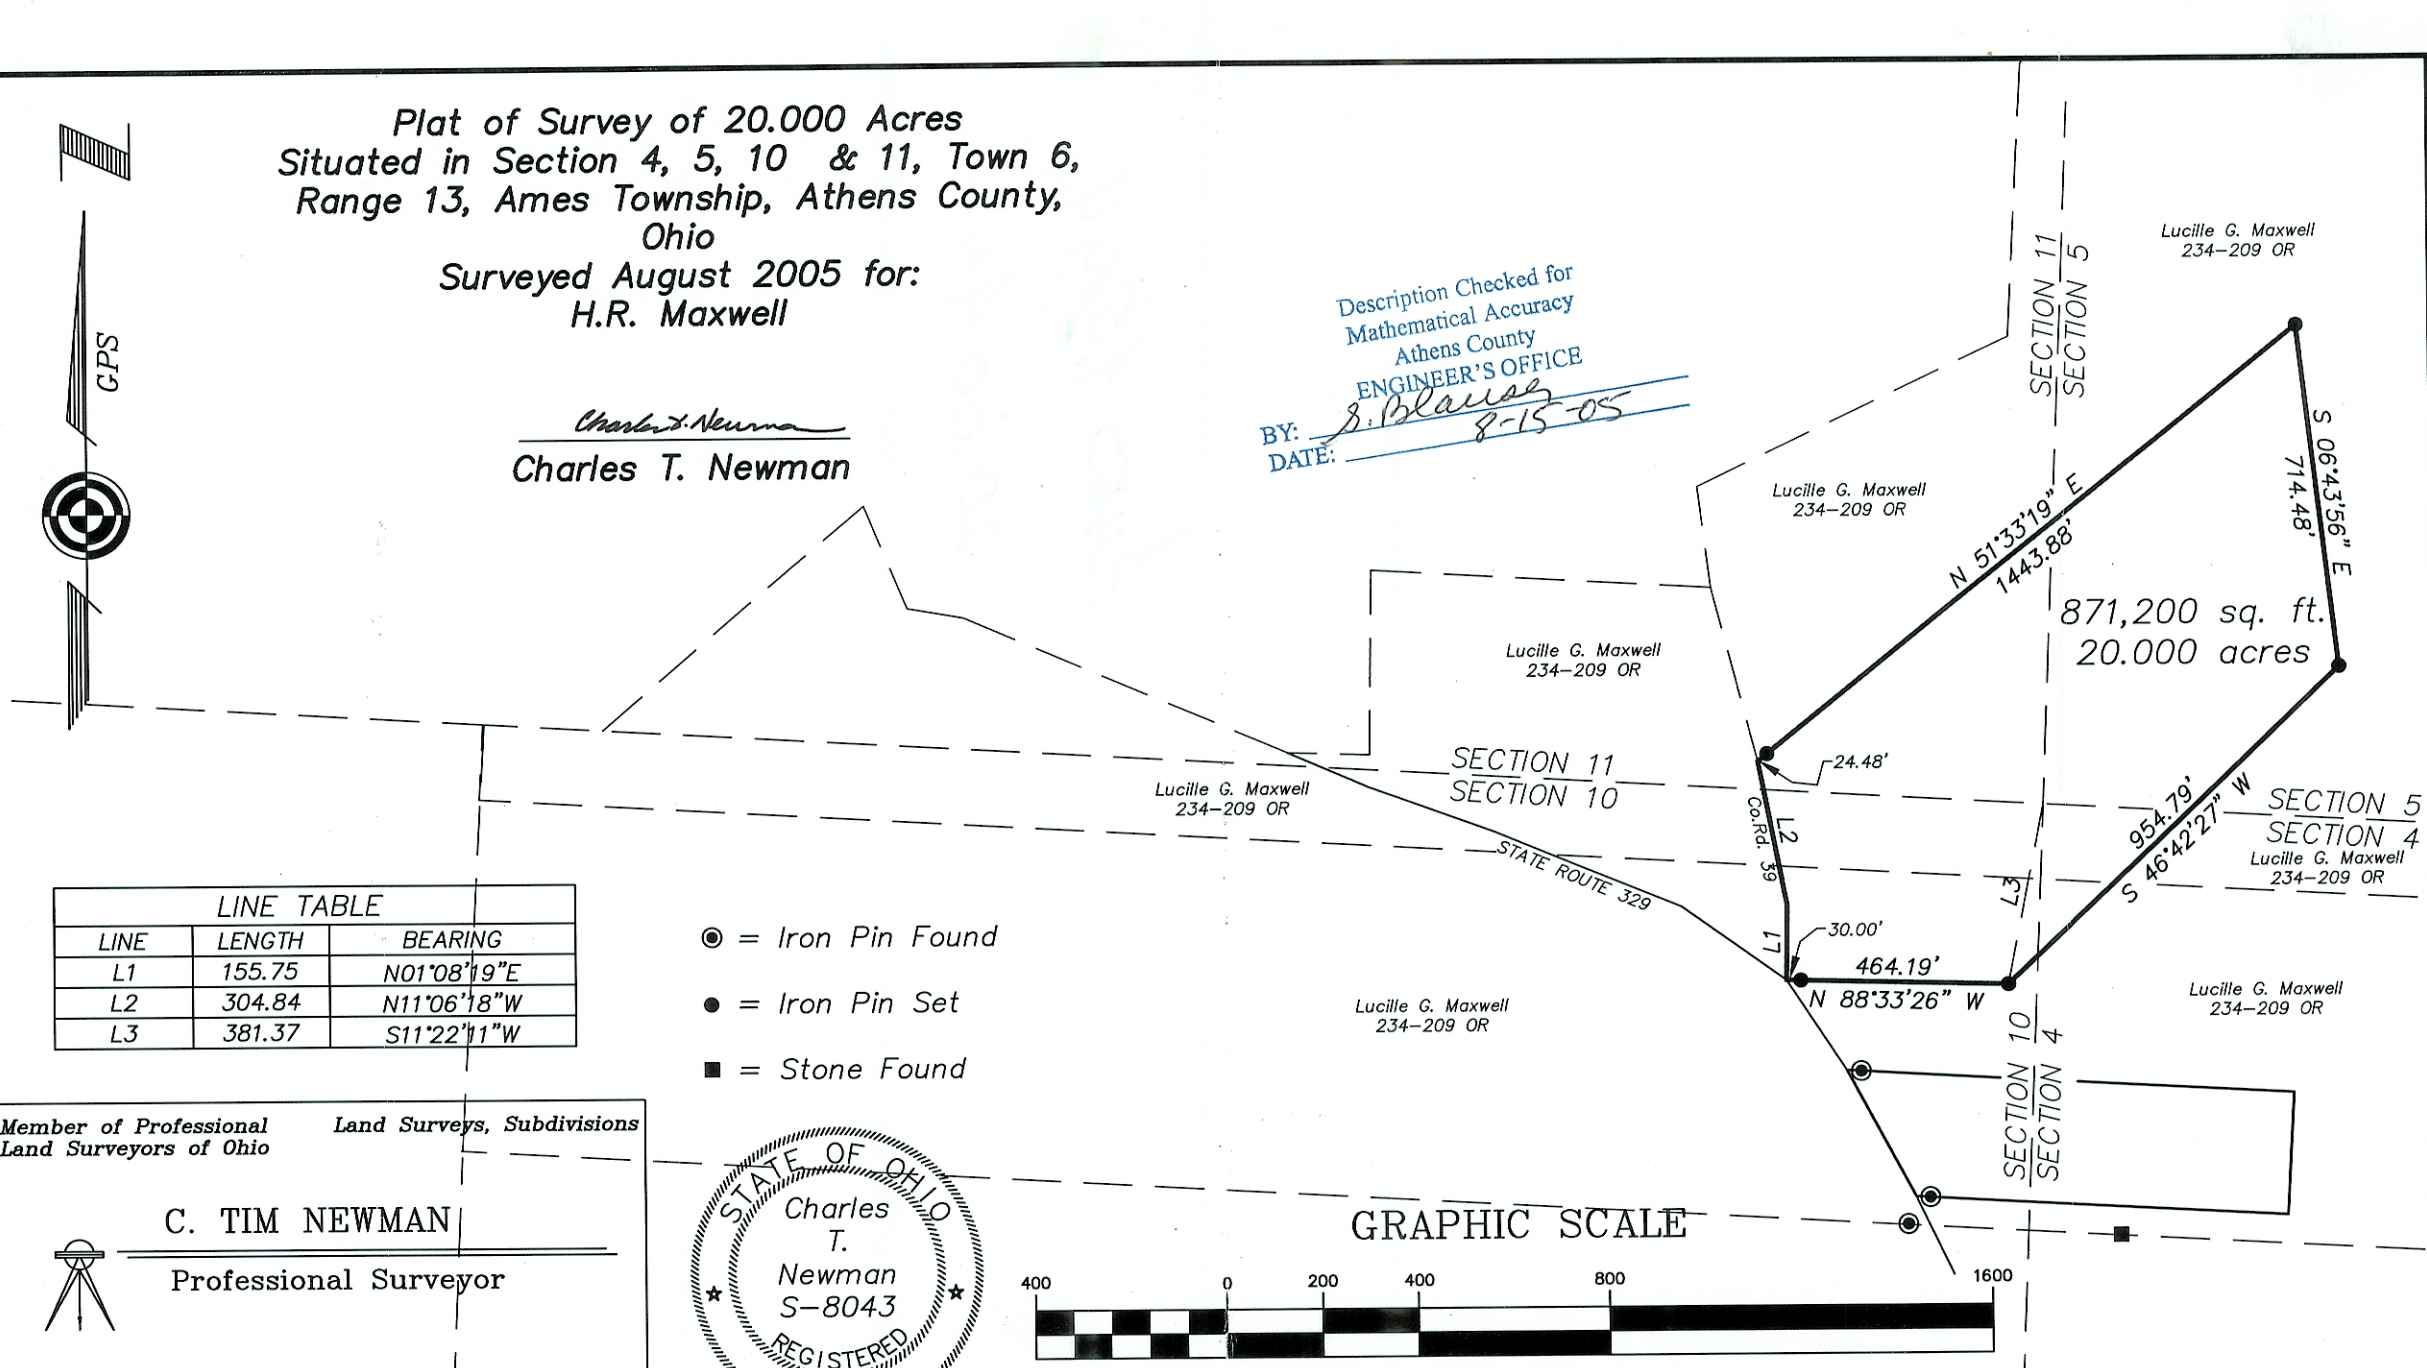 Plat of Survey of 20.000 Acres
Situated in Section 4, 5, 10 & 11, Town 6,
Range 13, Ames Township, Athens County,
Ohio
Surveyed August 2005 for:
H.R. Maxwell
Charles T. Newman
Charles T. Newman
GPS
Description Checked for
Mathematical Accuracy
Athens County
ENGINEER'S OFFICE
BY: S. Blause
DATE: 8-15-05
SECTION 11
SECTION 5
Lucille G. Maxwell
234-209 OR
Lucille G. Maxwell
234-209 OR
N 51°33'19" E
1443.88'
S 06°43'56" E
714.48'
871,200 sq. ft.
20.000 acres
Lucille G. Maxwell
234-209 OR
SECTION 11
SECTION 10
24.48'
Lucille G. Maxwell
234-209 OR
Co.Rd. 39
L2
STATE ROUTE 329
954.79'
S 46°42'27" W
SECTION 5
SECTION 4
Lucille G. Maxwell
234-209 OR
L3
L1
30.00'
464.19'
N 88°33'26" W
Lucille G. Maxwell
234-209 OR
Lucille G. Maxwell
234-209 OR
SECTION 10
SECTION 4
LINE TABLE
LINE LENGTH BEARING
L1 155.75 N01°08'19"E
L2 304.84 N11°06'18"W
L3 381.37 S11°22'11"W
= Iron Pin Found
= Iron Pin Set
= Stone Found
Member of Professional
Land Surveyors of Ohio
Land Surveys, Subdivisions
C. TIM NEWMAN
Professional Surveyor
STATE OF OHIO
Charles
T.
Newman
S-8043
REGISTERED
GRAPHIC SCALE
400 0 200 400 800 1600